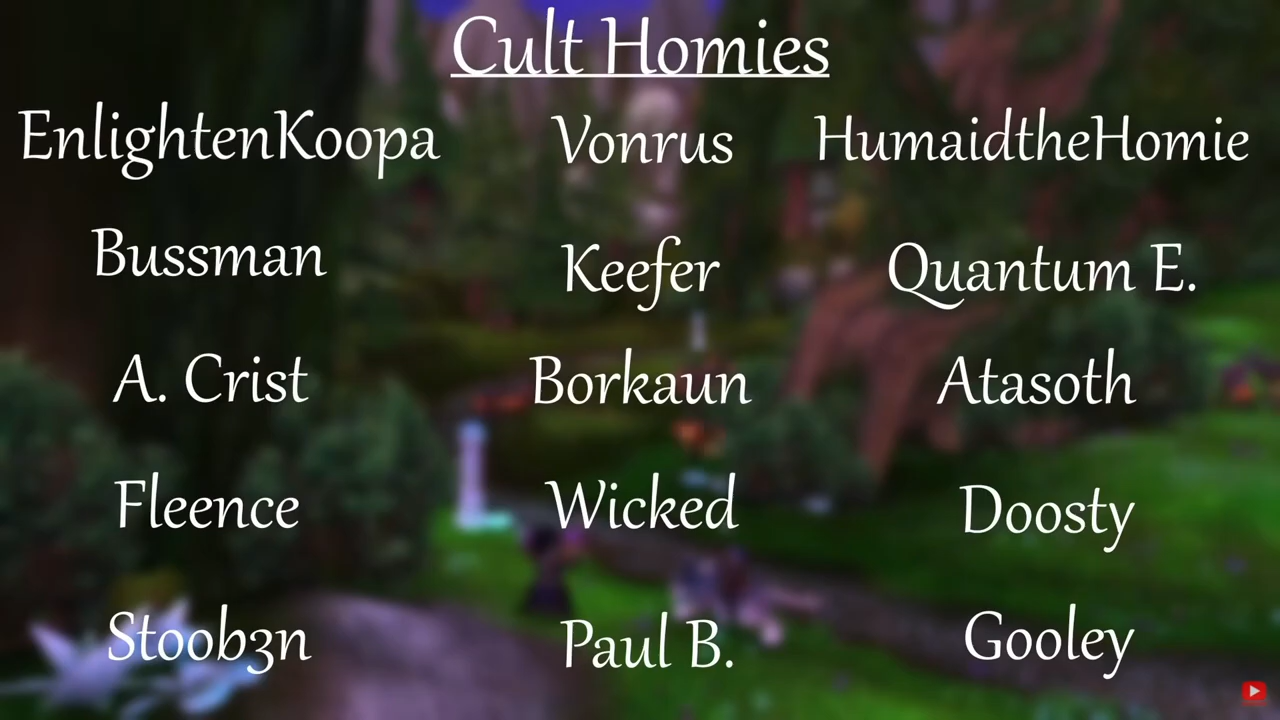 Cult Homies
EnlightenKoopa Vonrus HumaidtheHomie
Bussman Keefer Quantum E.
A. Crist Borkaun Atasoth
Fleence Wicked Doosty
Stoob3n Paul B. Gooley